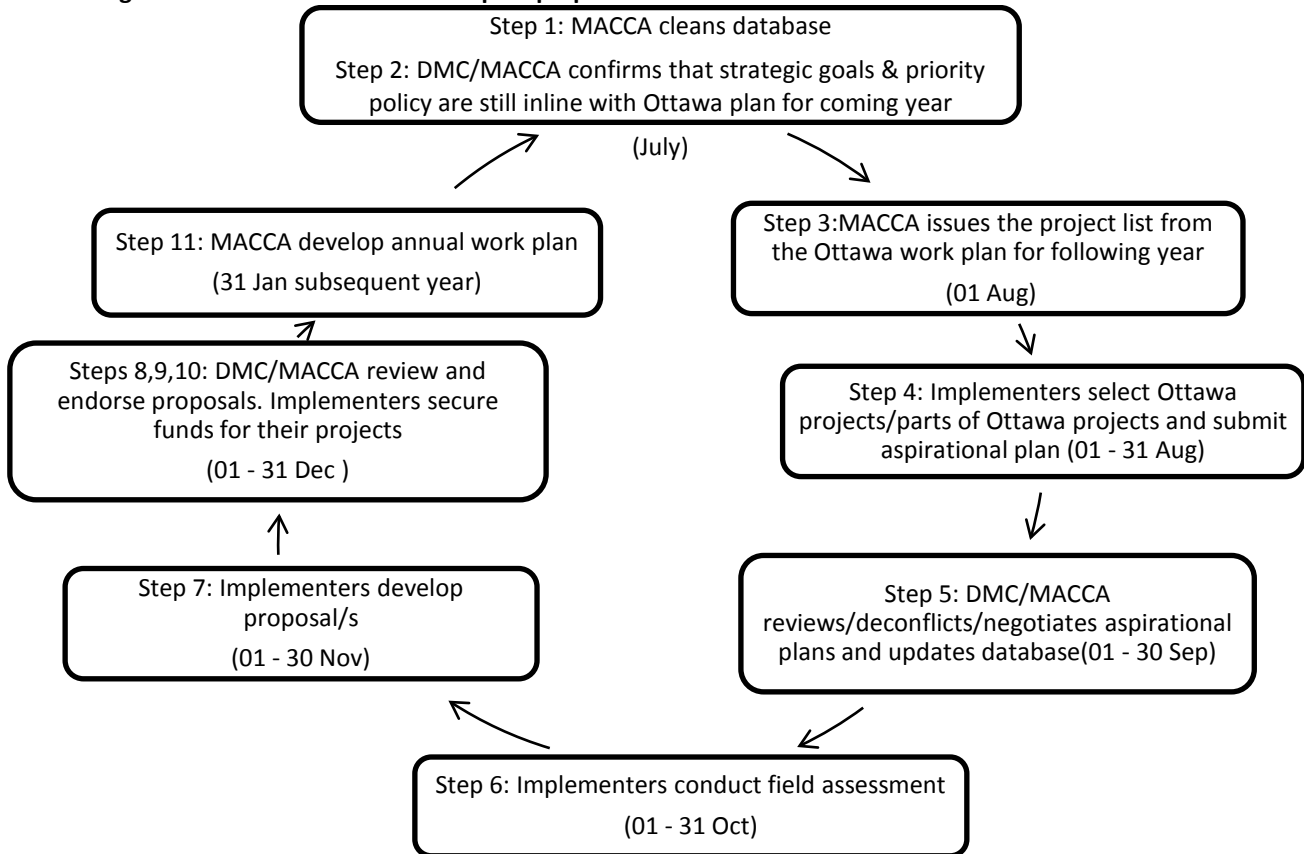 Step 1: MACCA cleans database
Step 2: DMC/MACCA confirms that strategic goals & priority
policy are still inline with Ottawa plan for coming year
(July)
Step 3:MACCA issues the project list from
the Ottawa work plan for following year
(01 Aug)
Step 4: Implementers select Ottawa
projects/parts of Ottawa projects and submit
aspirational plan (01 - 31 Aug)
Step 5: DMC/MACCA
reviews/deconflicts/negotiates aspirational
plans and updates database(01 - 30 Sep)
Step 6: Implementers conduct field assessment
(01 - 31 Oct)
Step 7: Implementers develop
proposal/s
(01 - 30 Nov)
Steps 8,9,10: DMC/MACCA review and
endorse proposals. Implementers secure
funds for their projects
(01 - 31 Dec )
Step 11: MACCA develop annual work plan
(31 Jan subsequent year)